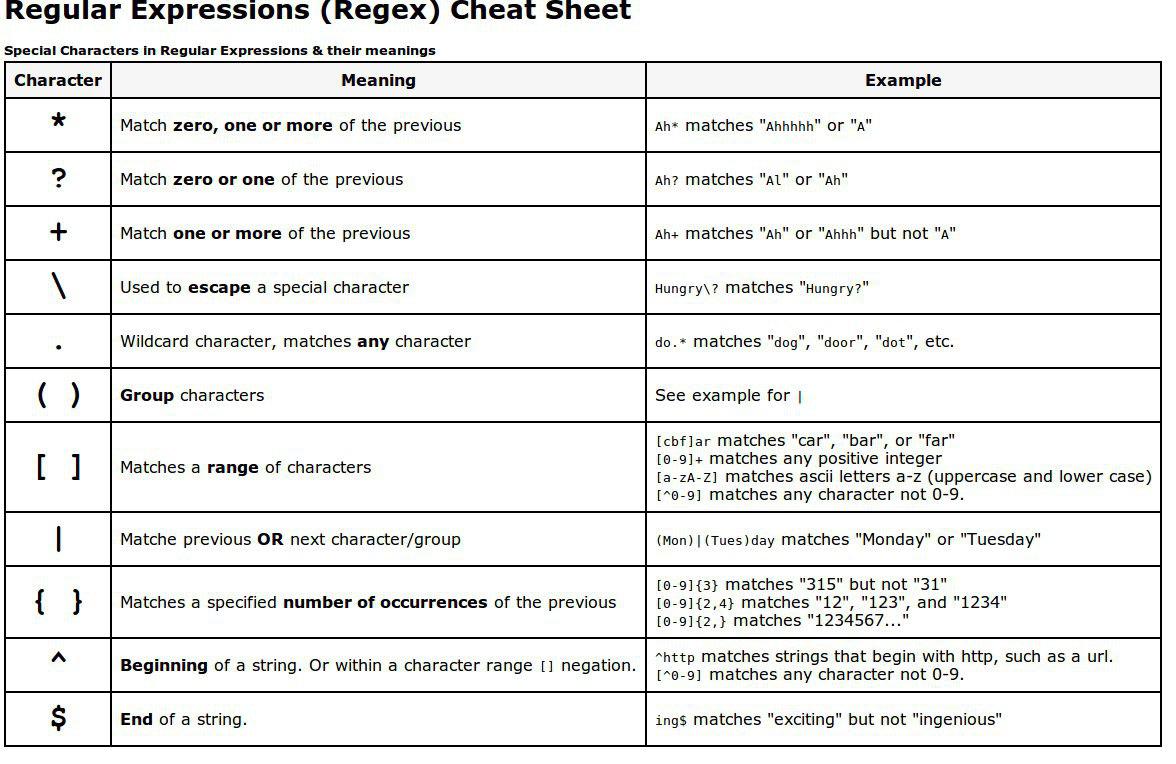 Regular Expressions (Regex) Cheat Sheet
Special Characters in Regular Expressions & their meanings
Character Meaning Example
* Match zero, one or more of the previous Ah* matches "Ahhhhh" or "A"
? Match zero or one of the previous Ah? matches "Al" or "Ah"
+ Match one or more of the previous Ah+ matches "Ah" or "Ahhh" but not "A"
\ Used to escape a special character Hungry\? matches "Hungry?"
. Wildcard character, matches any character do.* matches "dog", "door", "dot", etc.
( ) Group characters See example for |
[ ] Matches a range of characters [cbf]ar matches "car", "bar", or "far"
[0-9]+ matches any positive integer
[a-zA-Z] matches ascii letters a-z (uppercase and lower case)
[^0-9] matches any character not 0-9.
| Matche previous OR next character/group (Mon)|(Tues)day matches "Monday" or "Tuesday"
{ } Matches a specified number of occurrences of the previous [0-9]{3} matches "315" but not "31"
[0-9]{2,4} matches "12", "123", and "1234"
[0-9]{2,} matches "1234567..."
^ Beginning of a string. Or within a character range [] negation. ^http matches strings that begin with http, such as a url.
[^0-9] matches any character not 0-9.
$ End of a string. ing$ matches "exciting" but not "ingenious"